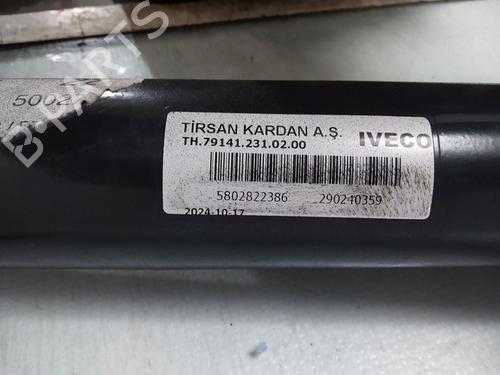 TİRSAN KARDAN A.Ş.
TH.79141.231.02.00
IVECO
5802822386 290240359
2024-10-17
5002
B-PARTS